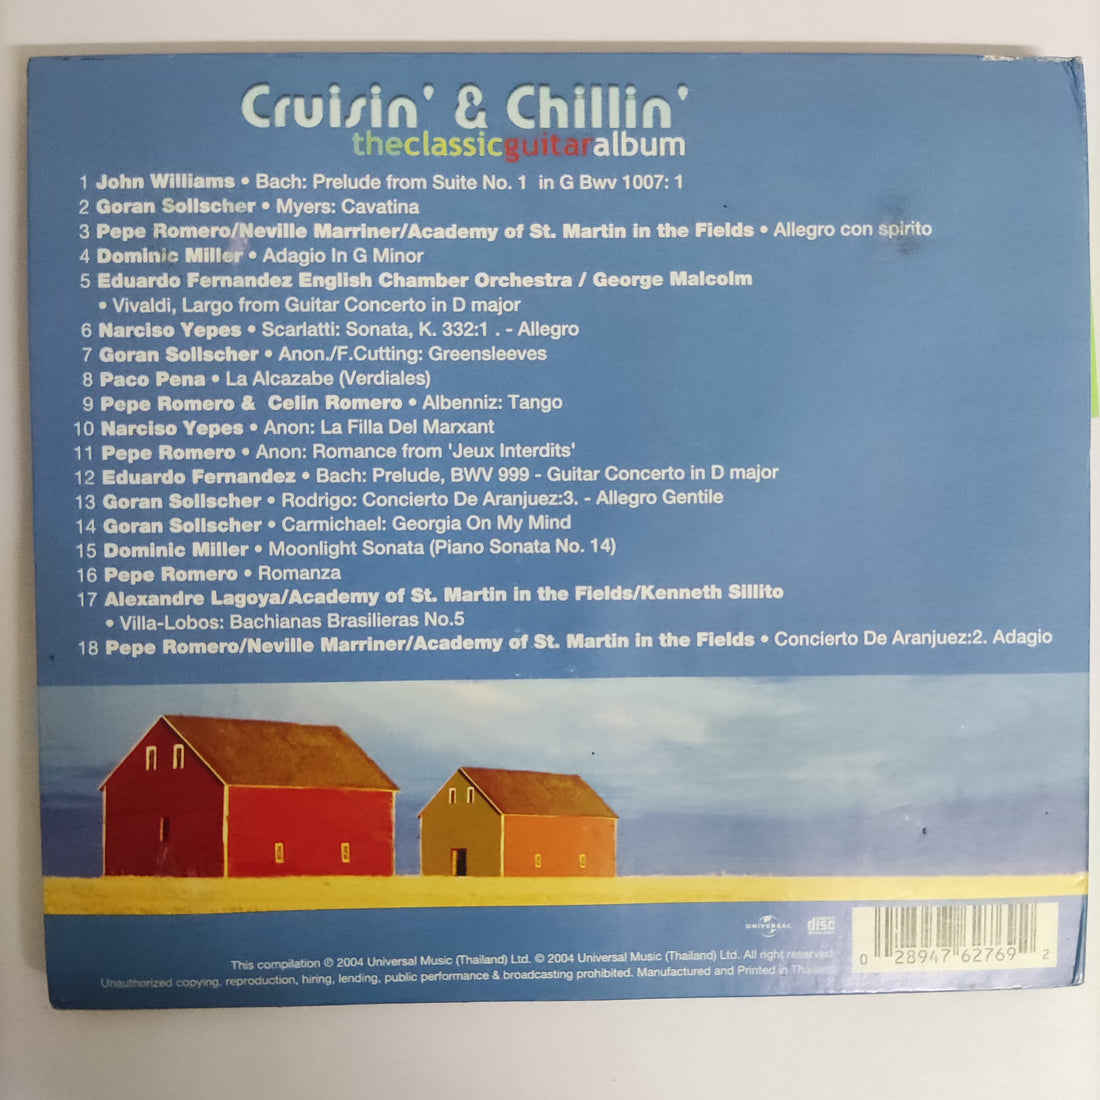 Cruisin' & Chillin'
theclassicguitaralbum
1 John Williams • Bach: Prelude from Suite No. 1 in G Bwv 1007: 1
2 Goran Sollscher • Myers: Cavatina
3 Pepe Romero/Neville Marriner/Academy of St. Martin in the Fields • Allegro con spirito
4 Dominic Miller • Adagio In G Minor
5 Eduardo Fernandez English Chamber Orchestra / George Malcolm
• Vivaldi, Largo from Guitar Concerto in D major
6 Narciso Yepes • Scarlatti: Sonata, K. 332:1 . - Allegro
7 Goran Sollscher • Anon./F.Cutting: Greensleeves
8 Paco Pena • La Alcazabe (Verdiales)
9 Pepe Romero & Celin Romero • Albenniz: Tango
10 Narciso Yepes • Anon: La Filla Del Marxant
11 Pepe Romero • Anon: Romance from 'Jeux Interdits'
12 Eduardo Fernandez • Bach: Prelude, BWV 999 - Guitar Concerto in D major
13 Goran Sollscher • Rodrigo: Concierto De Aranjuez:3. - Allegro Gentile
14 Goran Sollscher • Carmichael: Georgia On My Mind
15 Dominic Miller • Moonlight Sonata (Piano Sonata No. 14)
16 Pepe Romero • Romanza
17 Alexandre Lagoya/Academy of St. Martin in the Fields/Kenneth Sillito
• Villa-Lobos: Bachianas Brasilieras No.5
18 Pepe Romero/Neville Marriner/Academy of St. Martin in the Fields • Concierto De Aranjuez:2. Adagio
UNIVERSAL
disc
0 28947 62769 2
This compilation ℗ 2004 Universal Music (Thailand) Ltd. © 2004 Universal Music (Thailand) Ltd. All right reserved
Unauthorized copying, reproduction, hiring, lending, public performance & broadcasting prohibited. Manufactured and Printed in